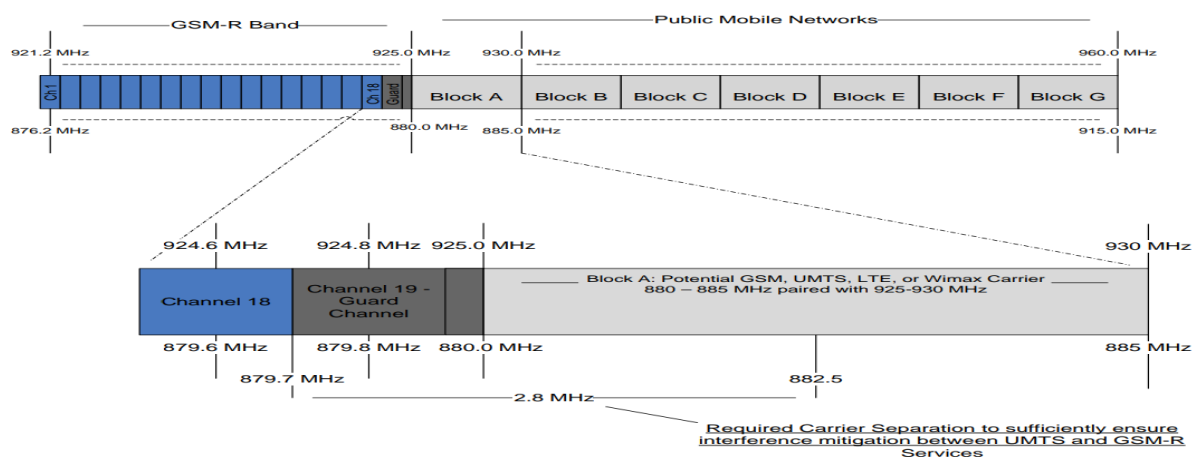 GSM-R Band
Public Mobile Networks
921.2 MHz
925.0 MHz
930.0 MHz
960.0 MHz
Ch 1
Ch 18
Guard
Block A
Block B
Block C
Block D
Block E
Block F
Block G
876.2 MHz
880.0 MHz
885.0 MHz
915.0 MHz
924.6 MHz
924.8 MHz
925.0 MHz
930 MHz
Channel 18
Channel 19 -
Guard
Channel
Block A: Potential GSM, UMTS, LTE, or Wimax Carrier
880 – 885 MHz paired with 925-930 MHz
879.6 MHz
879.8 MHz
880.0 MHz
885 MHz
879.7 MHz
882.5
2.8 MHz
Required Carrier Separation to sufficiently ensure
interference mitigation between UMTS and GSM-R
Services